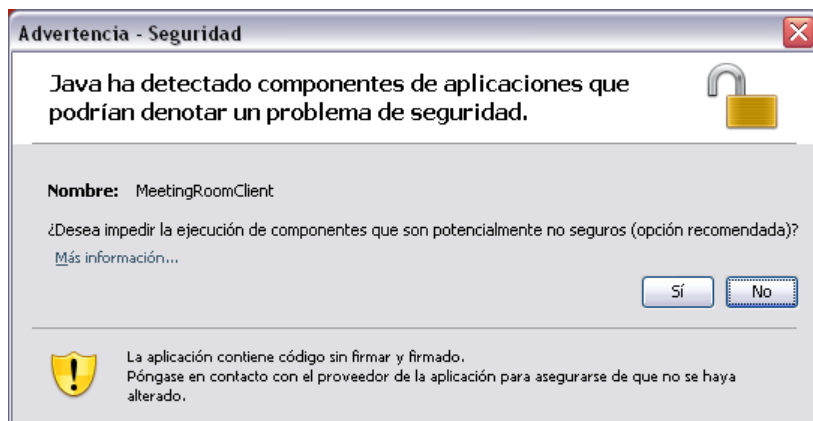 Advertencia - Seguridad
Java ha detectado componentes de aplicaciones que
podrían denotar un problema de seguridad.
Nombre: MeetingRoomClient
¿Desea impedir la ejecución de componentes que son potencialmente no seguros (opción recomendada)?
Más información...
Sí No
La aplicación contiene código sin firmar y firmado.
Póngase en contacto con el proveedor de la aplicación para asegurarse de que no se haya
alterado.